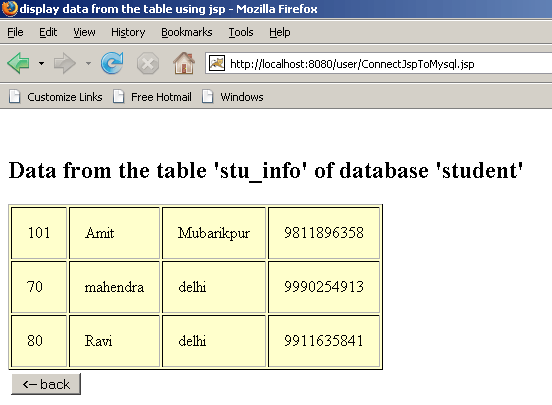 display data from the table using jsp - Mozilla Firefox
File Edit View History Bookmarks Tools Help
http://localhost:8080/user/ConnectJspToMysql.jsp
Customize Links Free Hotmail Windows
Data from the table 'stu_info' of database 'student'
101 Amit Mubarikpur 9811896358
70 mahendra delhi 9990254913
80 Ravi delhi 9911635841
<-- back